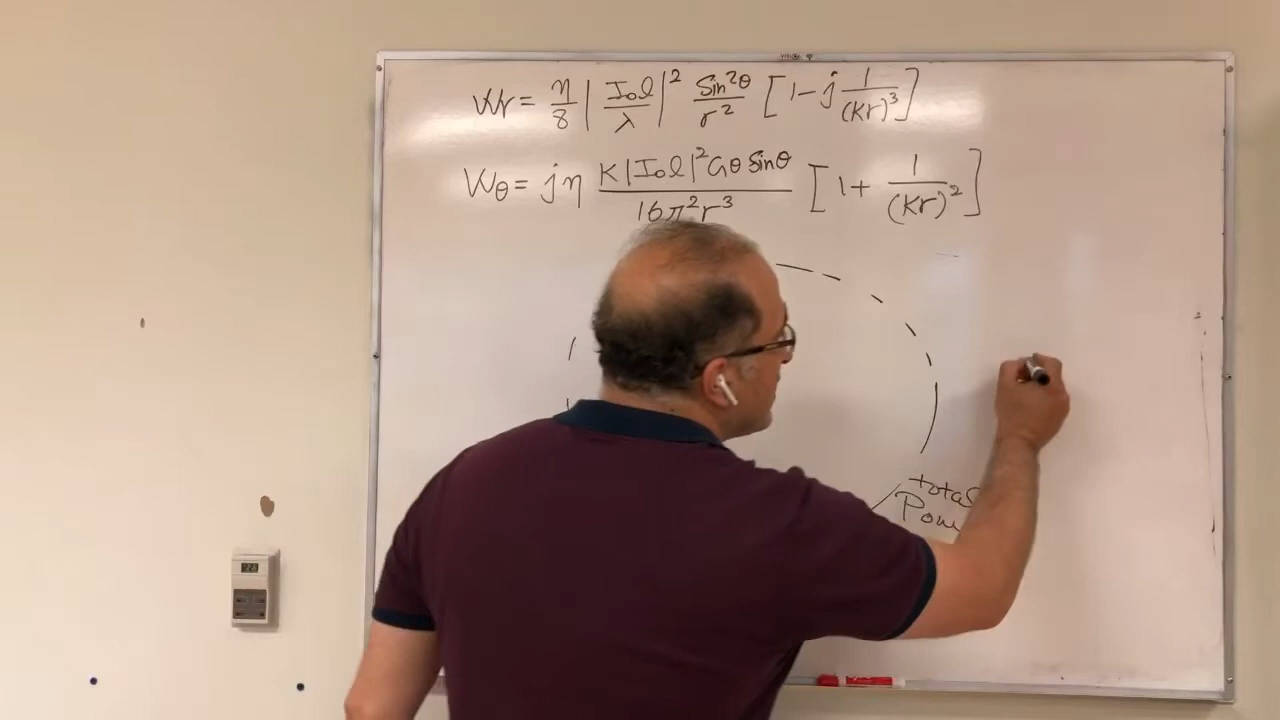 Wr = η/8 |I₀l/λ|² Sin²θ/r² [1 - j 1/(Kr)³]
Wθ = jη K|I₀l|² Cosθ Sinθ/16π²r³ [1 + 1/(Kr)²]
total